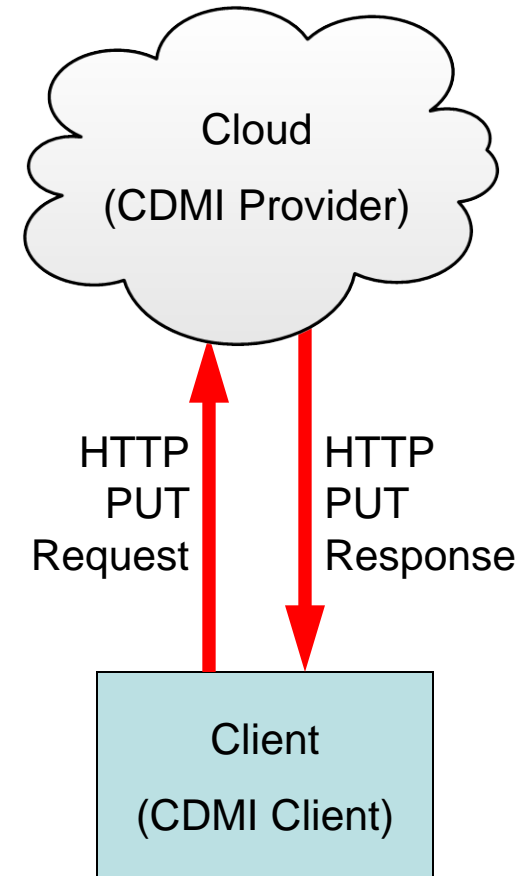 Cloud
(CDMI Provider)
HTTP
PUT
Request
HTTP
PUT
Response
Client
(CDMI Client)